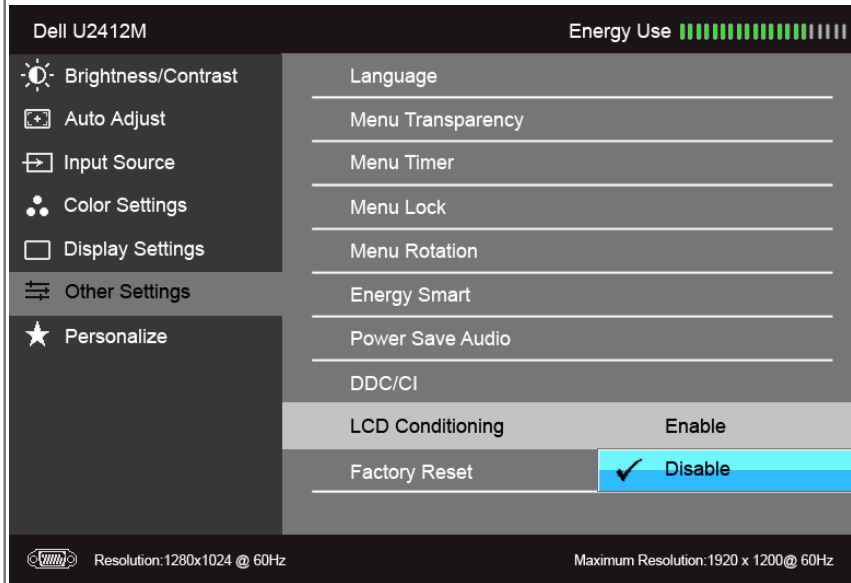 Dell U2412M
Energy Use
Brightness/Contrast
Auto Adjust
Input Source
Color Settings
Display Settings
Other Settings
Personalize
Language
Menu Transparency
Menu Timer
Menu Lock
Menu Rotation
Energy Smart
Power Save Audio
DDC/CI
LCD Conditioning
Enable
Factory Reset
Disable
Resolution:1280x1024 @ 60Hz
Maximum Resolution:1920 x 1200@ 60Hz